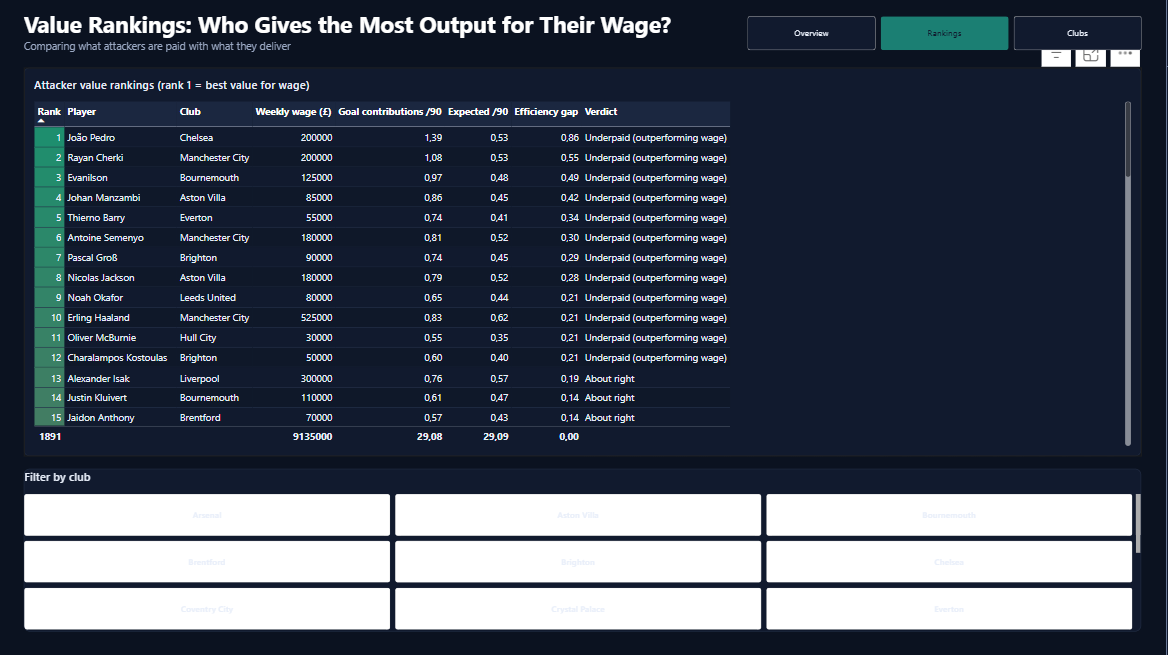 Value Rankings: Who Gives the Most Output for Their Wage?
Comparing what attackers are paid with what they deliver
Overview
Rankings
Clubs
Attacker value rankings (rank 1 = best value for wage)
Rank Player Club Weekly wage (£) Goal contributions /90 Expected /90 Efficiency gap Verdict
1 João Pedro Chelsea 200000 1,39 0,53 0,86 Underpaid (outperforming wage)
2 Rayan Cherki Manchester City 200000 1,08 0,53 0,55 Underpaid (outperforming wage)
3 Evanilson Bournemouth 125000 0,97 0,48 0,49 Underpaid (outperforming wage)
4 Johan Manzambi Aston Villa 85000 0,86 0,45 0,42 Underpaid (outperforming wage)
5 Thierno Barry Everton 55000 0,74 0,41 0,34 Underpaid (outperforming wage)
6 Antoine Semenyo Manchester City 180000 0,81 0,52 0,30 Underpaid (outperforming wage)
7 Pascal Groß Brighton 90000 0,74 0,45 0,29 Underpaid (outperforming wage)
8 Nicolas Jackson Aston Villa 180000 0,79 0,52 0,28 Underpaid (outperforming wage)
9 Noah Okafor Leeds United 80000 0,65 0,44 0,21 Underpaid (outperforming wage)
10 Erling Haaland Manchester City 525000 0,83 0,62 0,21 Underpaid (outperforming wage)
11 Oliver McBurnie Hull City 30000 0,55 0,35 0,21 Underpaid (outperforming wage)
12 Charalampos Kostoulas Brighton 50000 0,60 0,40 0,21 Underpaid (outperforming wage)
13 Alexander Isak Liverpool 300000 0,76 0,57 0,19 About right
14 Justin Kluivert Bournemouth 110000 0,61 0,47 0,14 About right
15 Jaidon Anthony Brentford 70000 0,57 0,43 0,14 About right
1891 9135000 29,08 29,09 0,00
Filter by club
Arsenal
Aston Villa
Bournemouth
Brentford
Brighton
Chelsea
Coventry City
Crystal Palace
Everton